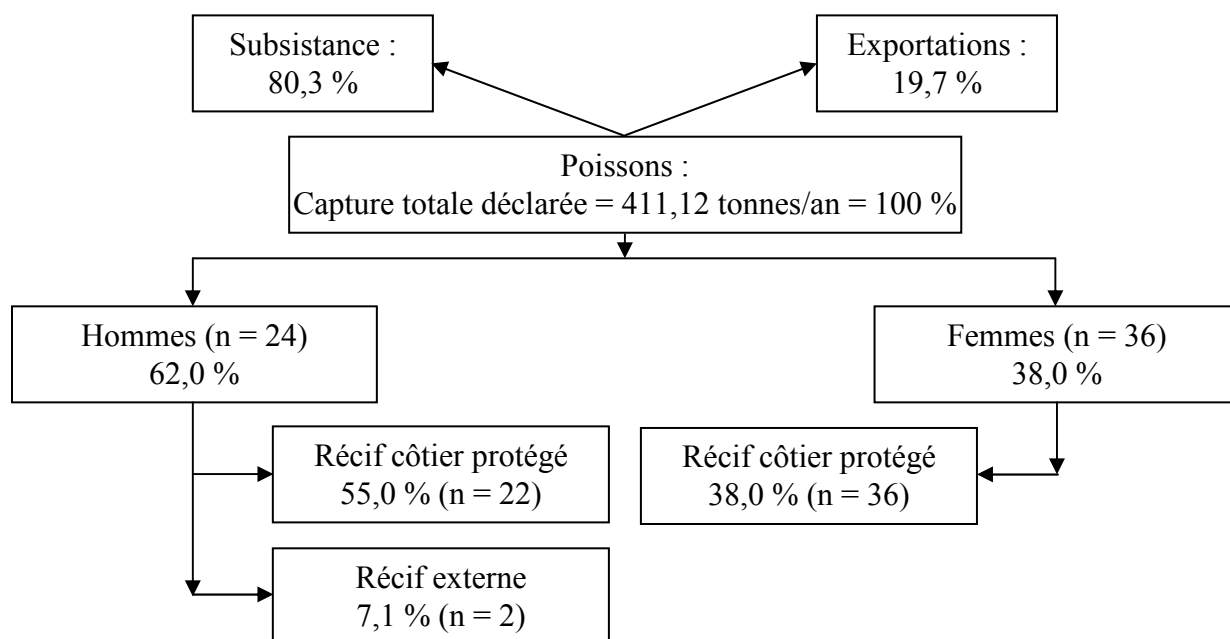 Subsistance :
80,3 %
Exportations :
19,7 %
Poissons :
Capture totale déclarée = 411,12 tonnes/an = 100 %
Hommes (n = 24)
62,0 %
Femmes (n = 36)
38,0 %
Récif côtier protégé
55,0 % (n = 22)
Récif côtier protégé
38,0 % (n = 36)
Récif externe
7,1 % (n = 2)